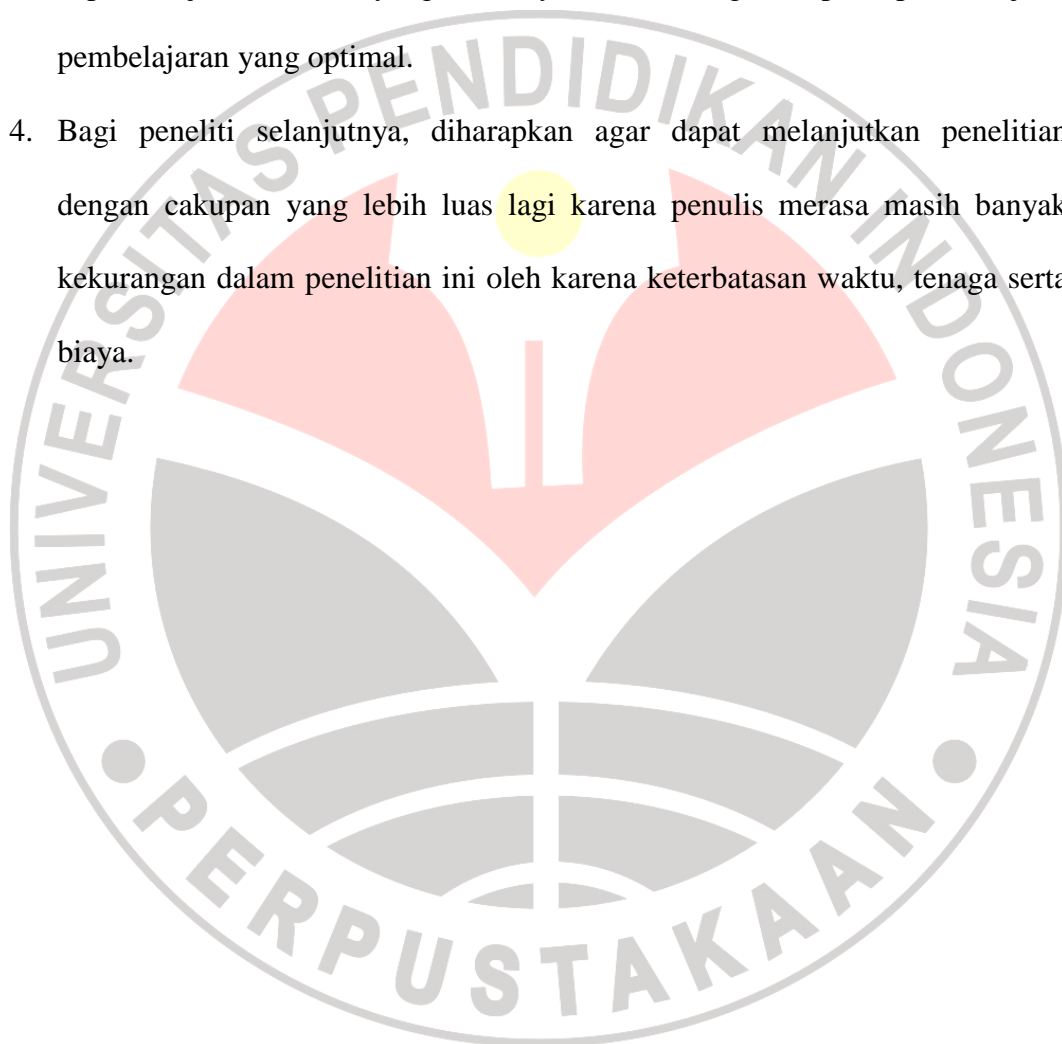 pembelajaran yang optimal.
4. Bagi peneliti selanjutnya, diharapkan agar dapat melanjutkan penelitian
dengan cakupan yang lebih luas lagi karena penulis merasa masih banyak
kekurangan dalam penelitian ini oleh karena keterbatasan waktu, tenaga serta
biaya.
UNIVERSITAS PENDIDIKAN INDONESIA
PERPUSTAKAAN